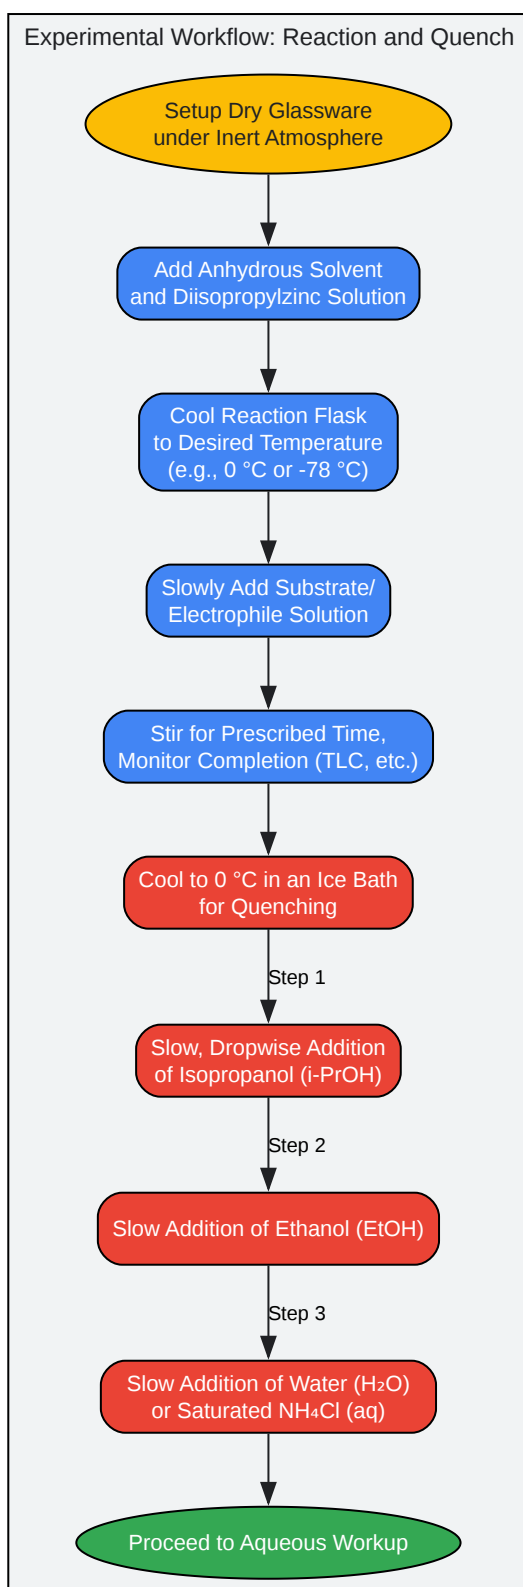 Experimental Workflow: Reaction and Quench
Setup Dry Glassware
under Inert Atmosphere
Add Anhydrous Solvent
and Diisopropylzinc Solution
Cool Reaction Flask
to Desired Temperature
(e.g., 0 °C or -78 °C)
Slowly Add Substrate/
Electrophile Solution
Stir for Prescribed Time,
Monitor Completion (TLC, etc.)
Cool to 0 °C in an Ice Bath
for Quenching
Step 1
Slow, Dropwise Addition
of Isopropanol (i-PrOH)
Step 2
Slow Addition of Ethanol (EtOH)
Step 3
Slow Addition of Water (H₂O)
or Saturated NH₄Cl (aq)
Proceed to Aqueous Workup